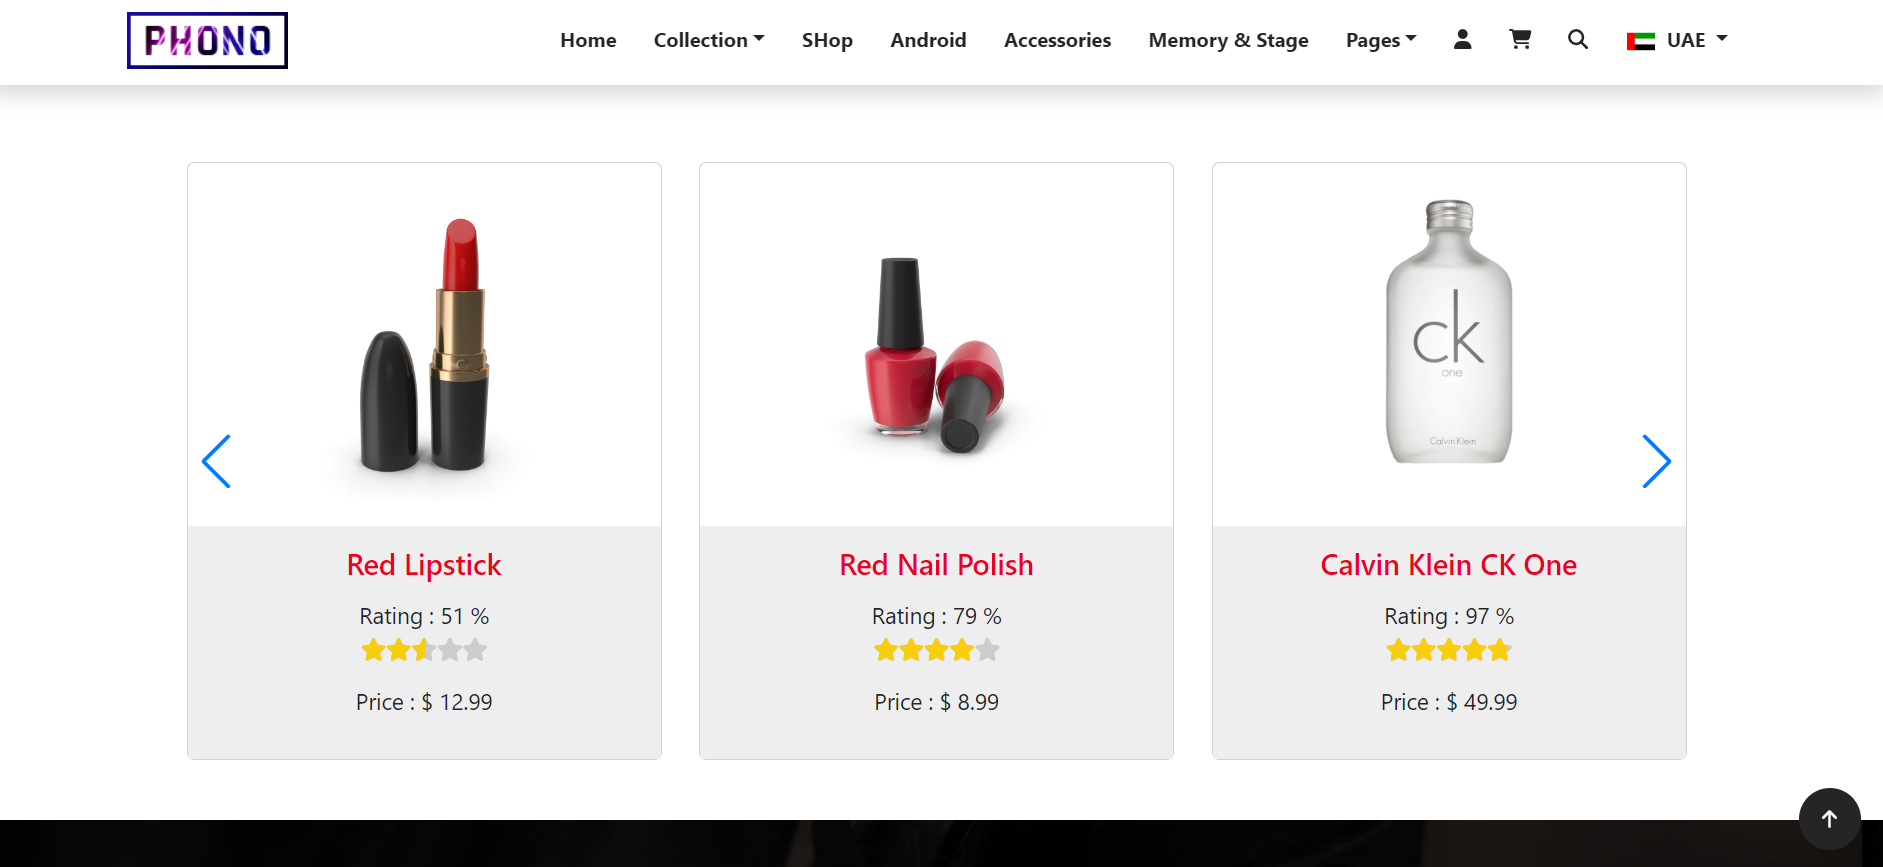 PHONO
Home Collection SHop Android Accessories Memory & Stage Pages UAE
ck
one
Calvin Klein
Red Lipstick
Rating : 51 %
Price : $ 12.99
Red Nail Polish
Rating : 79 %
Price : $ 8.99
Calvin Klein CK One
Rating : 97 %
Price : $ 49.99